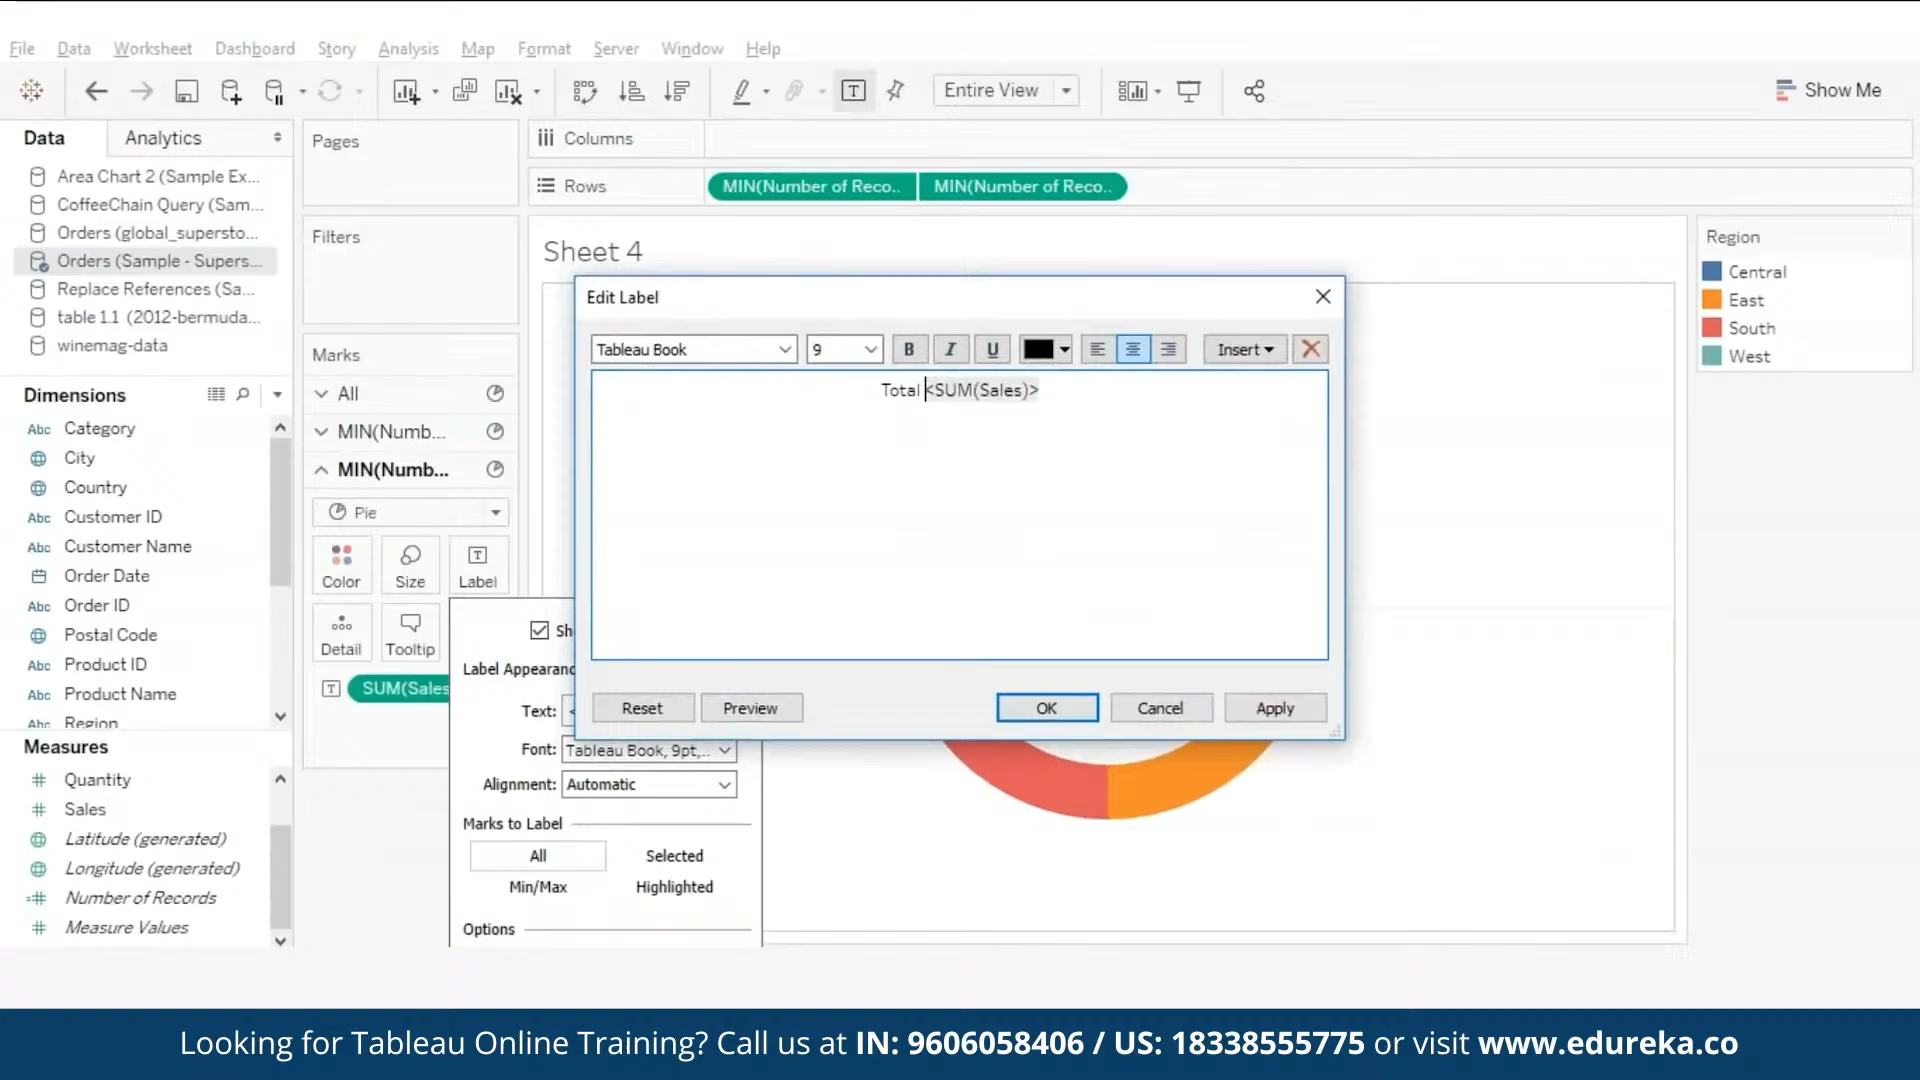 File Data Worksheet Dashboard Story Analysis Map Format Server Window Help
Entire View
Show Me
Data Analytics
Area Chart 2 (Sample Ex...
CoffeeChain Query (Sam...
Orders (global_supersto...
Orders (Sample - Supers...
Replace References (Sa...
table 1.1 (2012-bermuda...
winemag-data
Dimensions
Abc Category
City
Country
Abc Customer ID
Abc Customer Name
Order Date
Abc Order ID
Postal Code
Abc Product ID
Abc Product Name
Abc Region
Measures
# Quantity
# Sales
Latitude (generated)
Longitude (generated)
=# Number of Records
# Measure Values
Pages
Filters
Marks
All
MIN(Numb...
MIN(Numb...
Pie
Color Size Label
Detail Tooltip
T SUM(Sales
Columns
Rows MIN(Number of Reco.. MIN(Number of Reco..
Sheet 4
Edit Label
Tableau Book 9 B I U Insert
Total <SUM(Sales)>
Reset Preview OK Cancel Apply
Sh
Label Appearanc
Text: <
Font: Tableau Book, 9pt,...
Alignment: Automatic
Marks to Label
All Selected
Min/Max Highlighted
Options
Region
Central
East
South
West
Looking for Tableau Online Training? Call us at IN: 9606058406 / US: 18338555775 or visit www.edureka.co